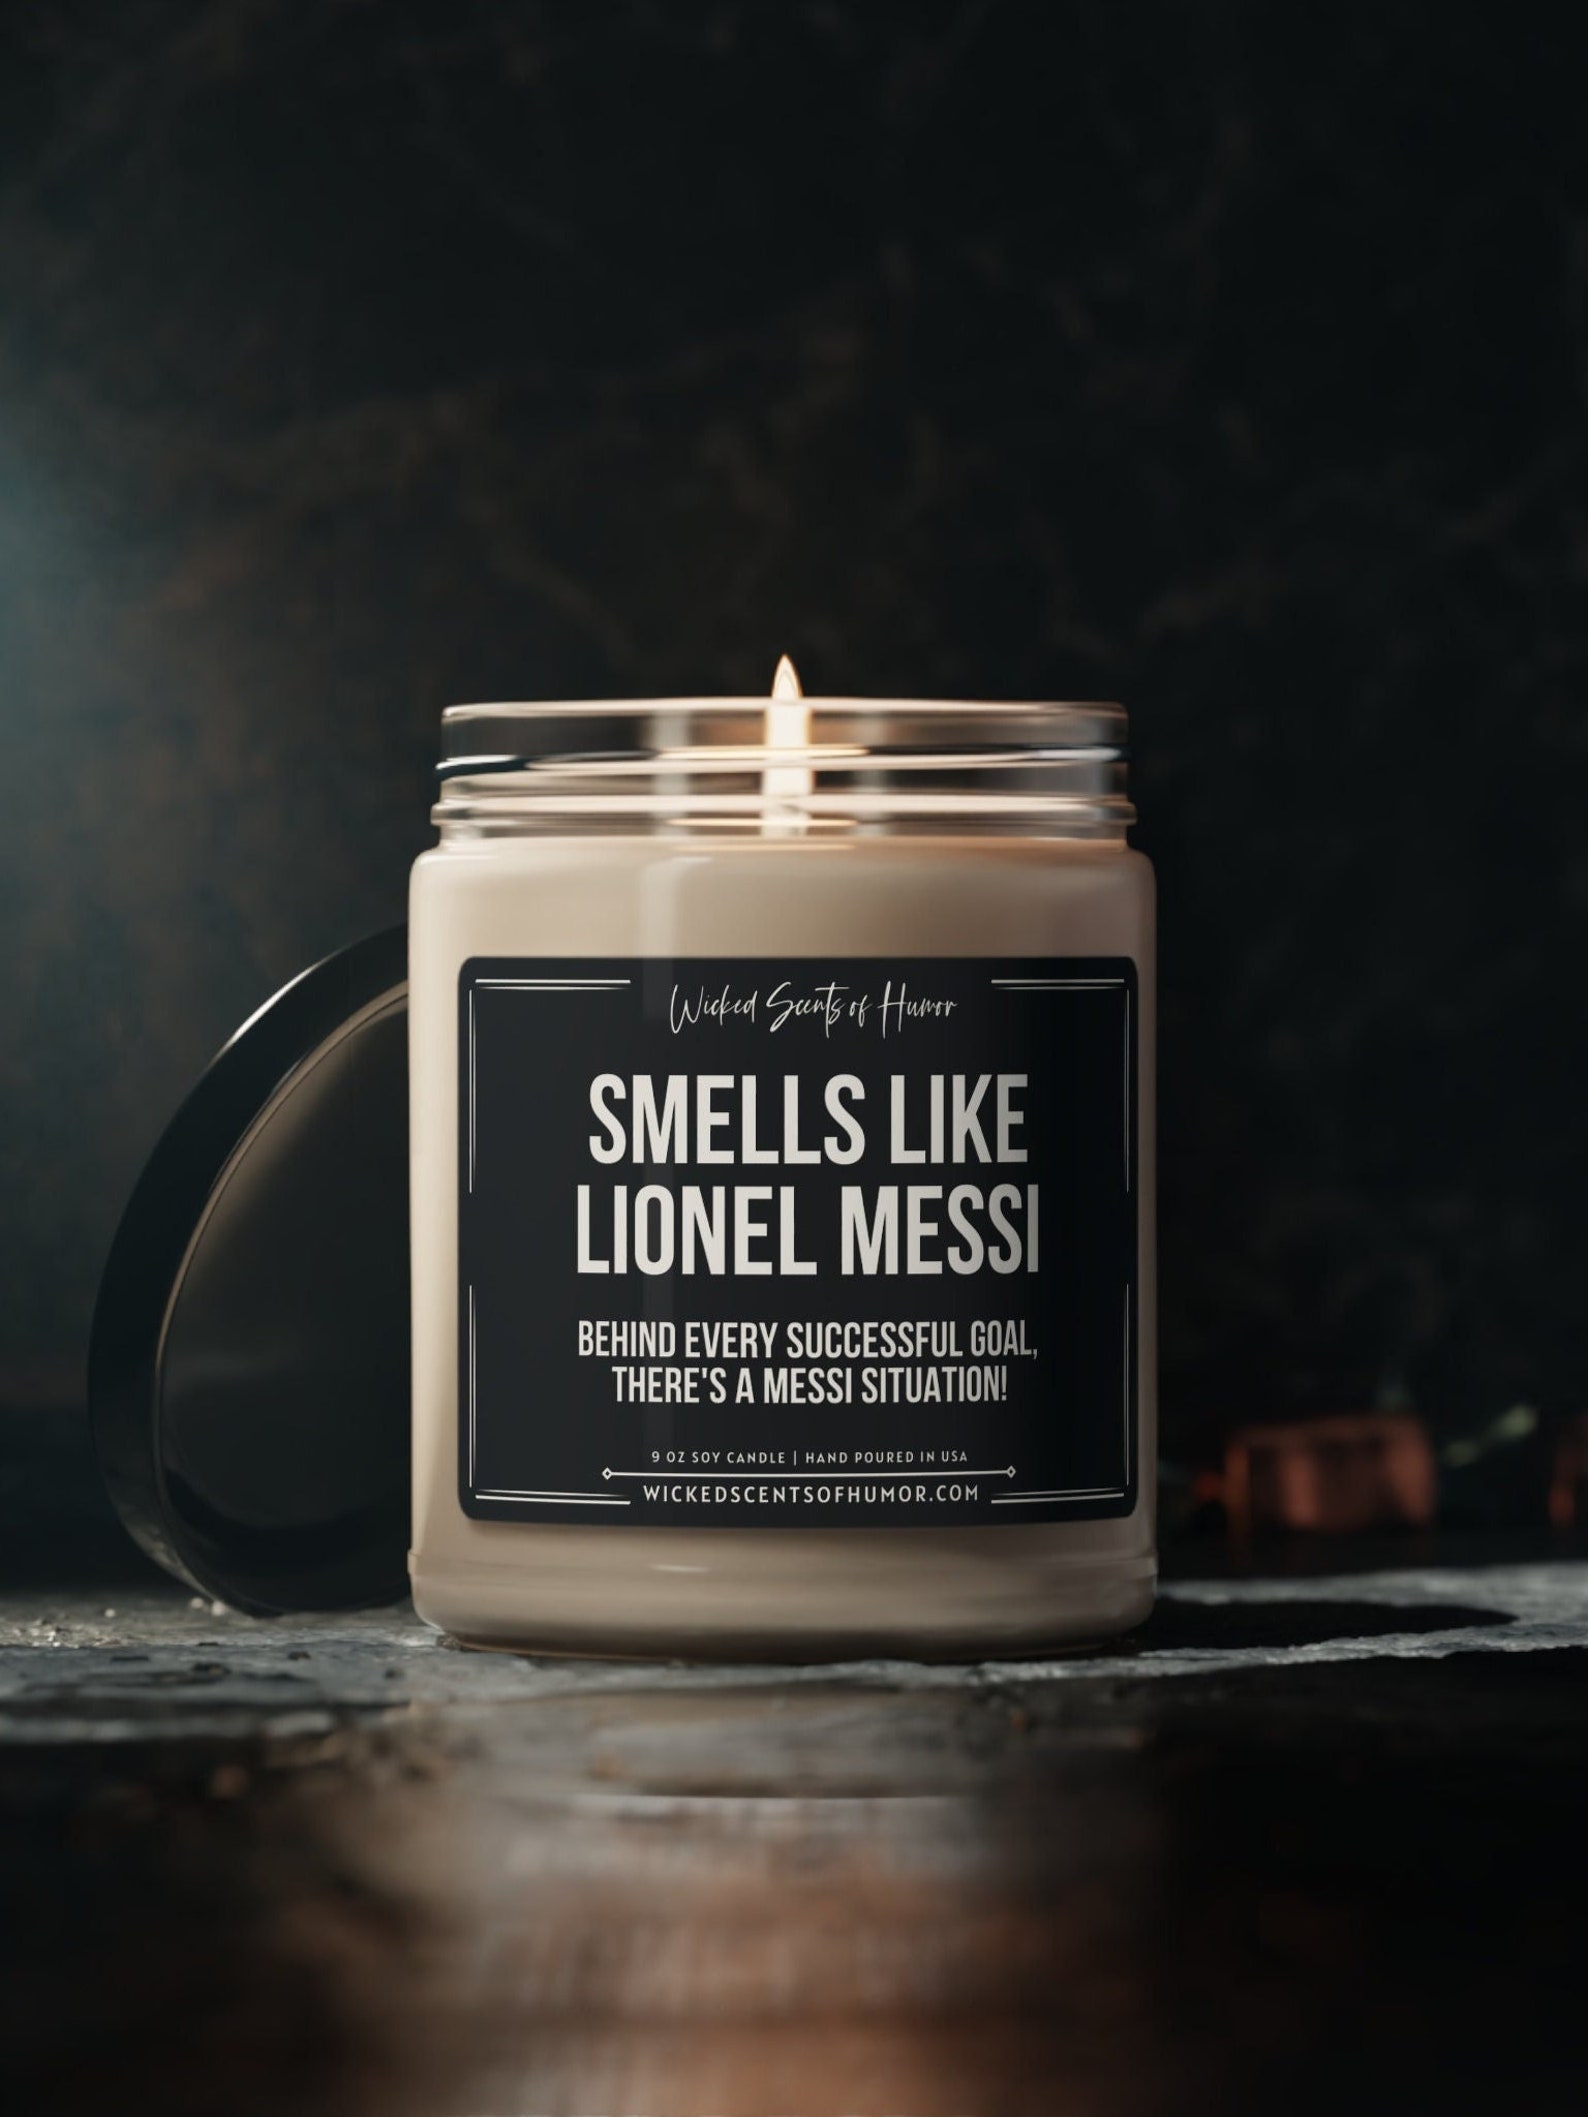 Wicked Scents of Humor
SMELLS LIKE
LIONEL MESSI
BEHIND EVERY SUCCESSFUL GOAL,
THERE'S A MESSI SITUATION!
9 OZ SOY CANDLE | HAND POURED IN USA
WICKEDSCENTSOFHUMOR.COM